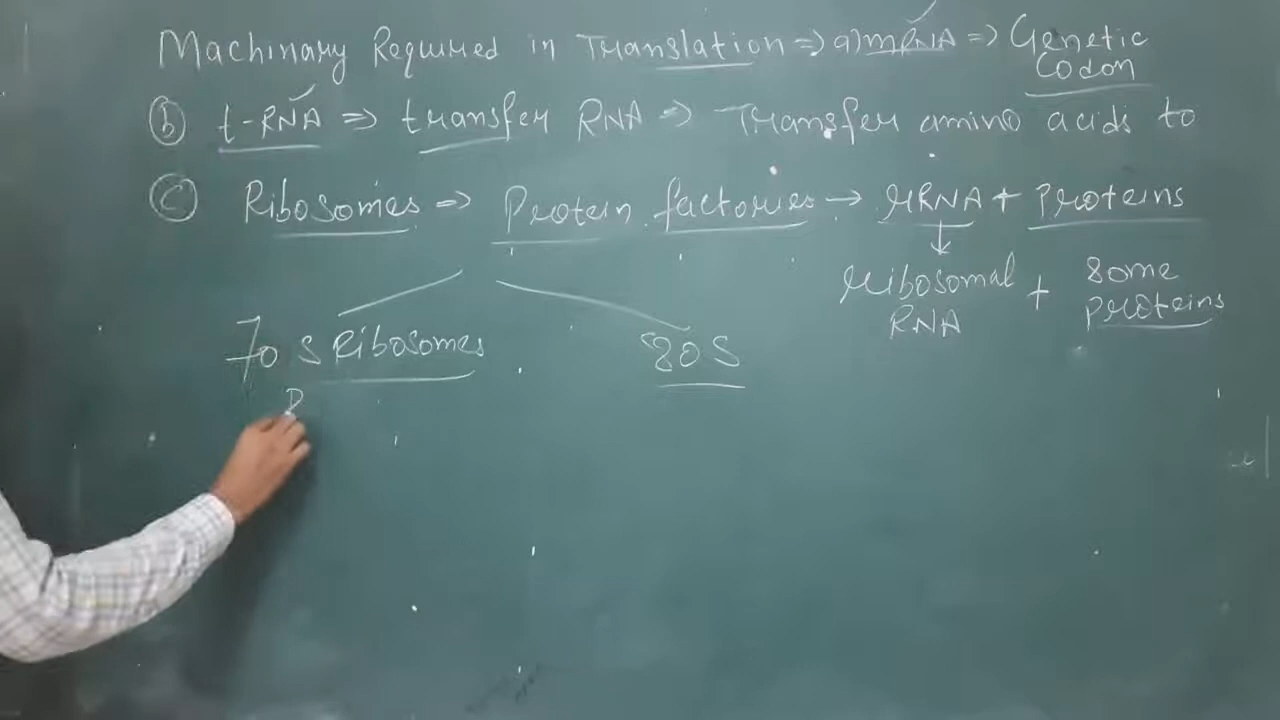 Machinary Required in Translation ⇒ a) mRNA ⇒ Genetic
Codon
(b) t-RNA ⇒ transfer RNA ⇒ Transfer amino acids to
(c) Ribosomes ⇒ Protein factories → rRNA + Proteins
↓
ribosomal RNA + some proteins
70 S Ribosomes 80 S
P